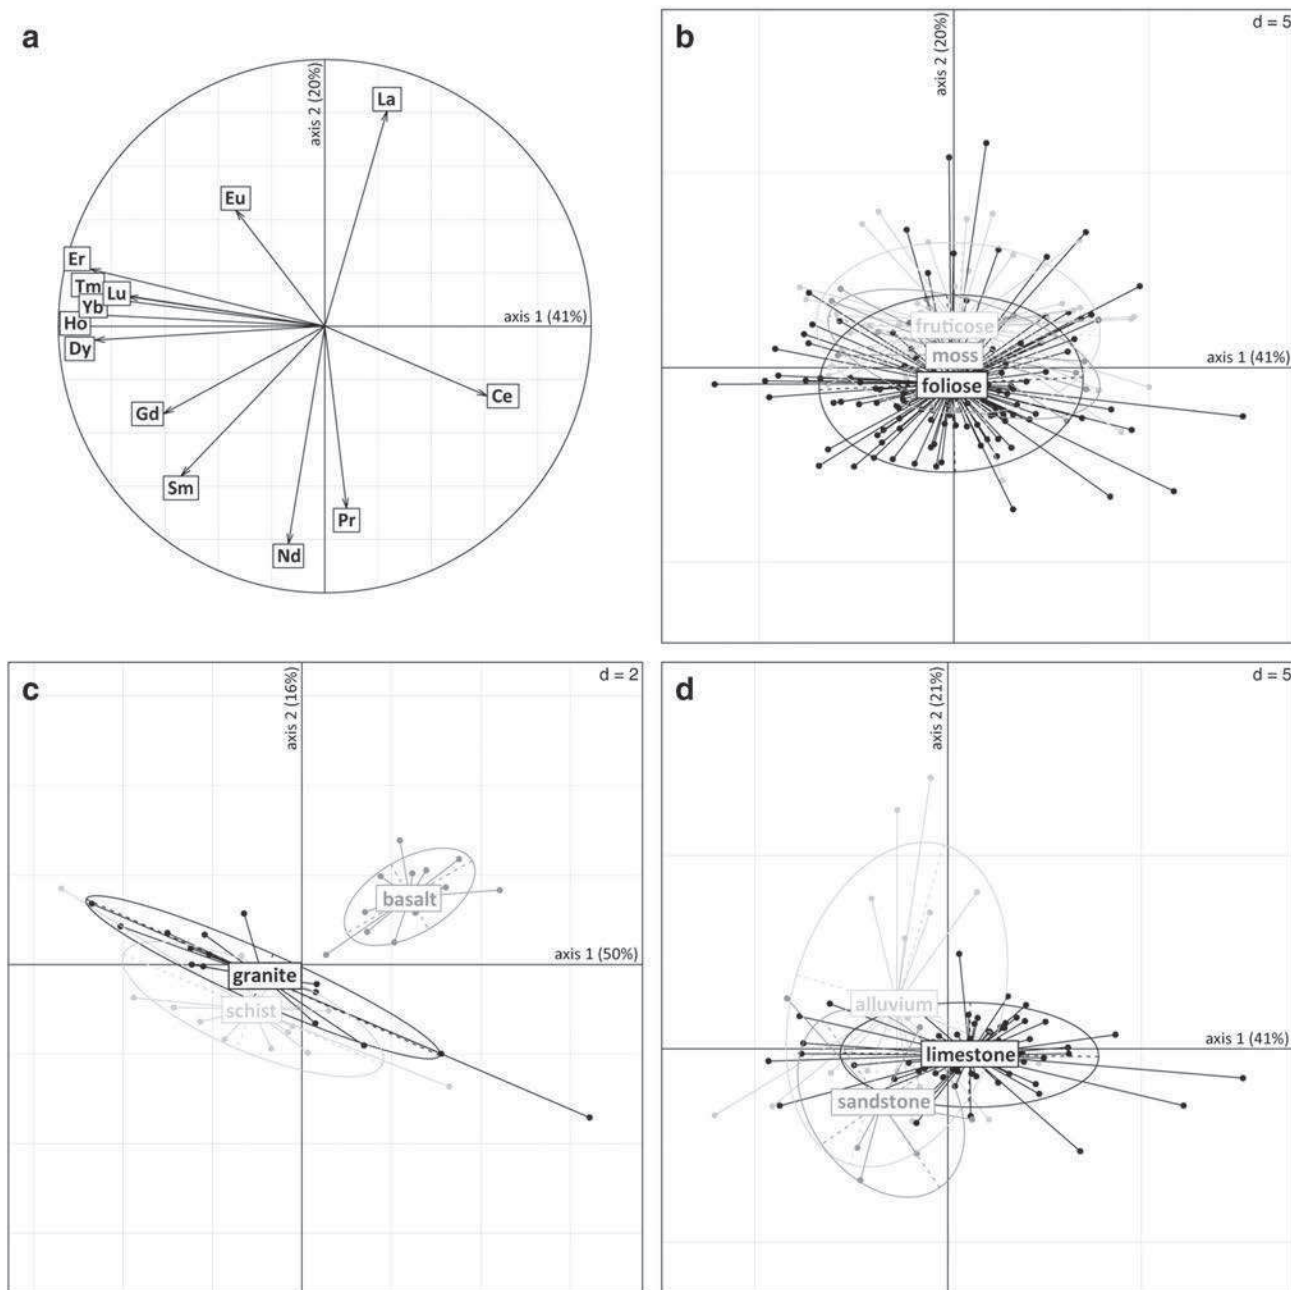 a
axis 2 (20%)
La
Eu
Er
Tm
Lu
Yb
Ho
axis 1 (41%)
Dy
Ce
Gd
Sm
Pr
Nd
b
d = 5
axis 2 (20%)
fruticose
moss
axis 1 (41%)
foliose
c
d = 2
axis 2 (16%)
basalt
axis 1 (50%)
granite
schist
d
d = 5
axis 2 (21%)
alluvium
axis 1 (41%)
limestone
sandstone